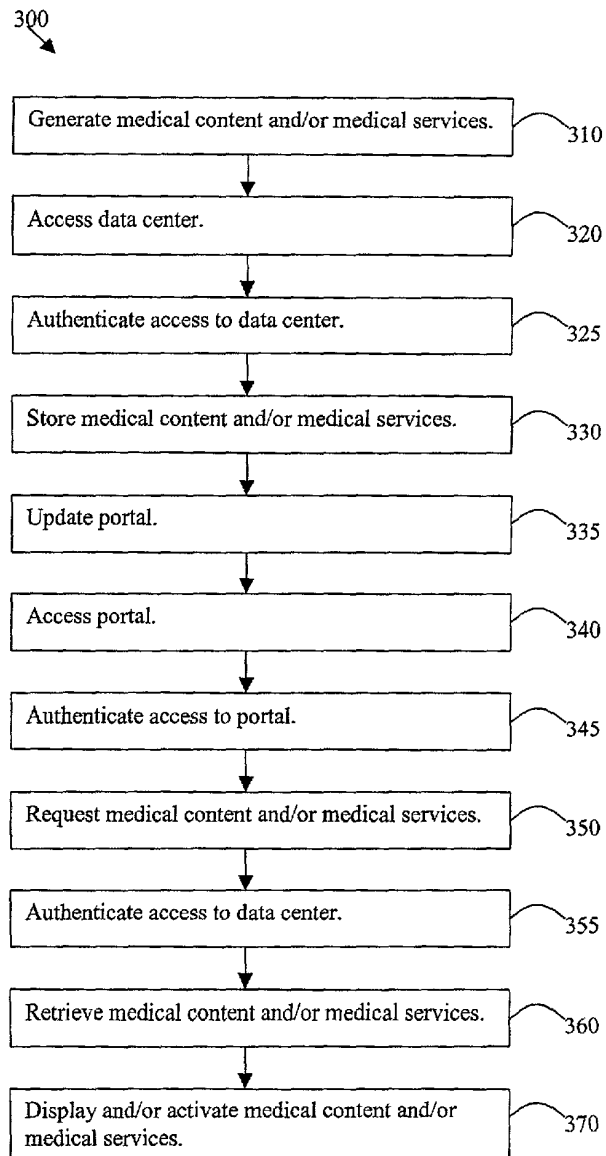 300
Generate medical content and/or medical services.
310
Access data center.
320
Authenticate access to data center.
325
Store medical content and/or medical services.
330
Update portal.
335
Access portal.
340
Authenticate access to portal.
345
Request medical content and/or medical services.
350
Authenticate access to data center.
355
Retrieve medical content and/or medical services.
360
Display and/or activate medical content and/or
medical services.
370